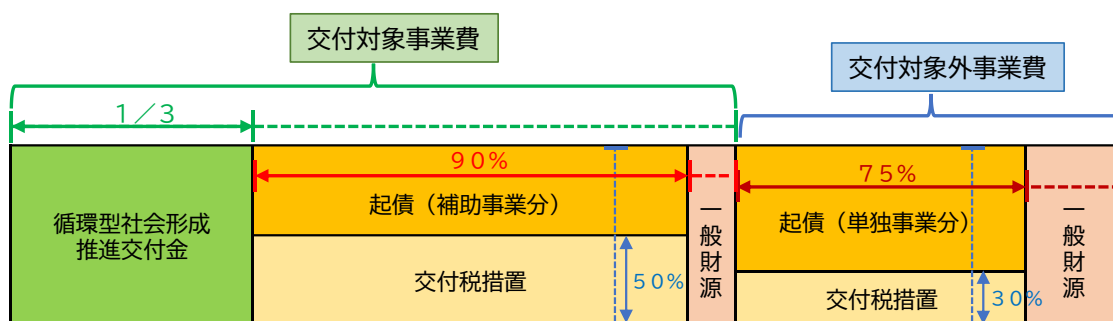 交付対象事業費
交付対象外事業費
１／３
９０％
７５％
循環型社会形成
推進交付金
起債（補助事業分）
交付税措置
５０％
一般財源
起債（単独事業分）
交付税措置
３０％
一般財源